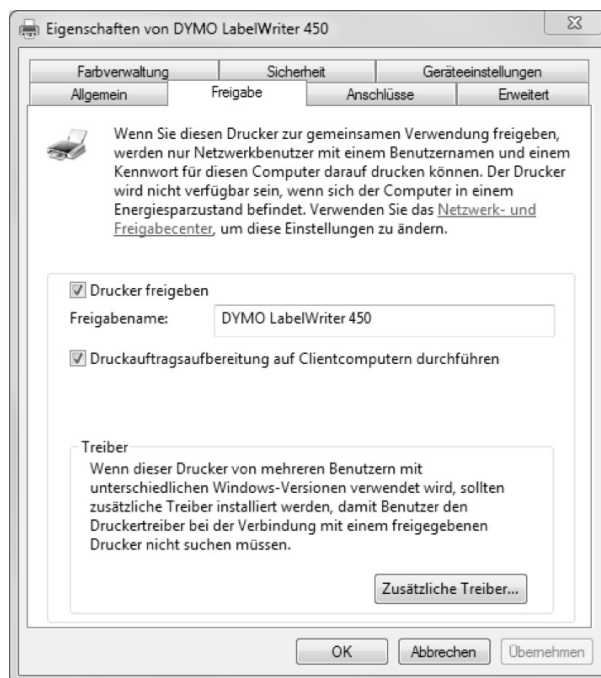 Eigenschaften von DYMO LabelWriter 450
Farbverwaltung Sicherheit Geräteeinstellungen
Allgemein Freigabe Anschlüsse Erweitert
Wenn Sie diesen Drucker zur gemeinsamen Verwendung freigeben,
werden nur Netzwerkbenutzer mit einem Benutzernamen und einem
Kennwort für diesen Computer darauf drucken können. Der Drucker
wird nicht verfügbar sein, wenn sich der Computer in einem
Energiesparzustand befindet. Verwenden Sie das Netzwerk- und
Freigabecenter, um diese Einstellungen zu ändern.
Drucker freigeben
Freigabename: DYMO LabelWriter 450
Druckauftragsaufbereitung auf Clientcomputern durchführen
Treiber
Wenn dieser Drucker von mehreren Benutzern mit
unterschiedlichen Windows-Versionen verwendet wird, sollten
zusätzliche Treiber installiert werden, damit Benutzer den
Druckertreiber bei der Verbindung mit einem freigegebenen
Drucker nicht suchen müssen.
Zusätzliche Treiber...
OK Abbrechen Übernehmen